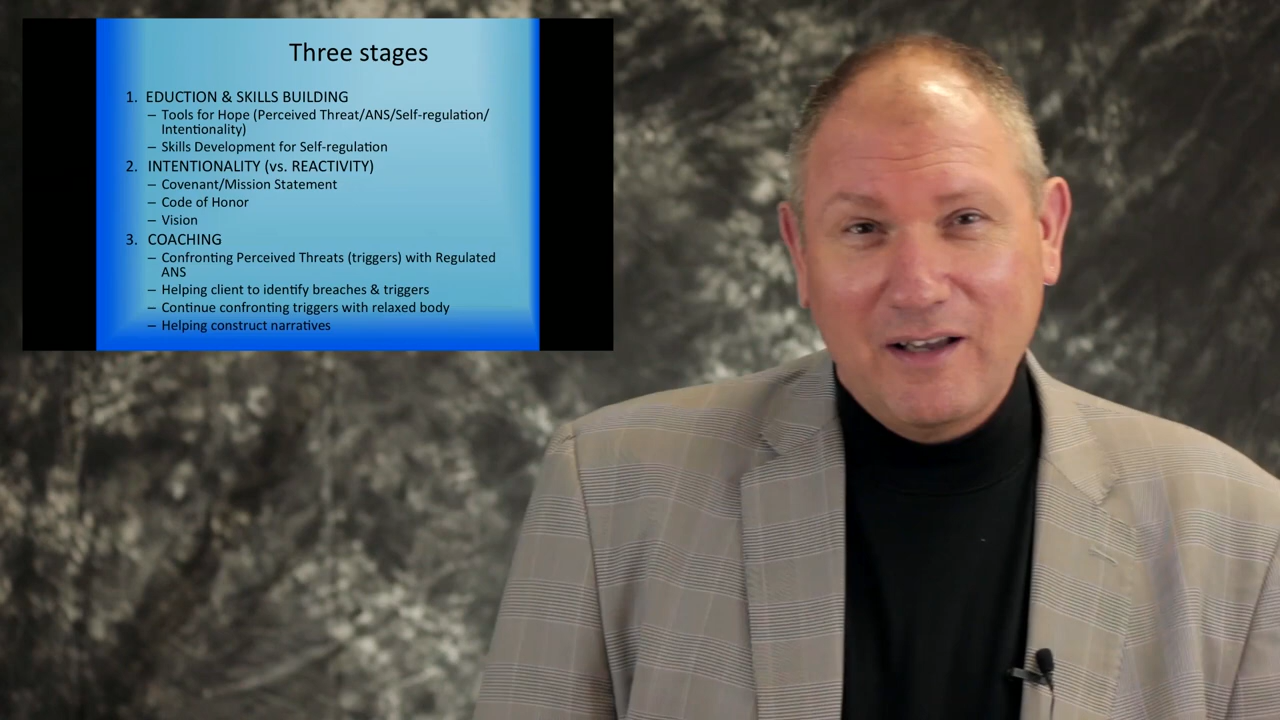 Three stages
1. EDUCTION & SKILLS BUILDING
– Tools for Hope (Perceived Threat/ANS/Self-regulation/
Intentionality)
– Skills Development for Self-regulation
2. INTENTIONALITY (vs. REACTIVITY)
– Covenant/Mission Statement
– Code of Honor
– Vision
3. COACHING
– Confronting Perceived Threats (triggers) with Regulated
ANS
– Helping client to identify breaches & triggers
– Continue confronting triggers with relaxed body
– Helping construct narratives